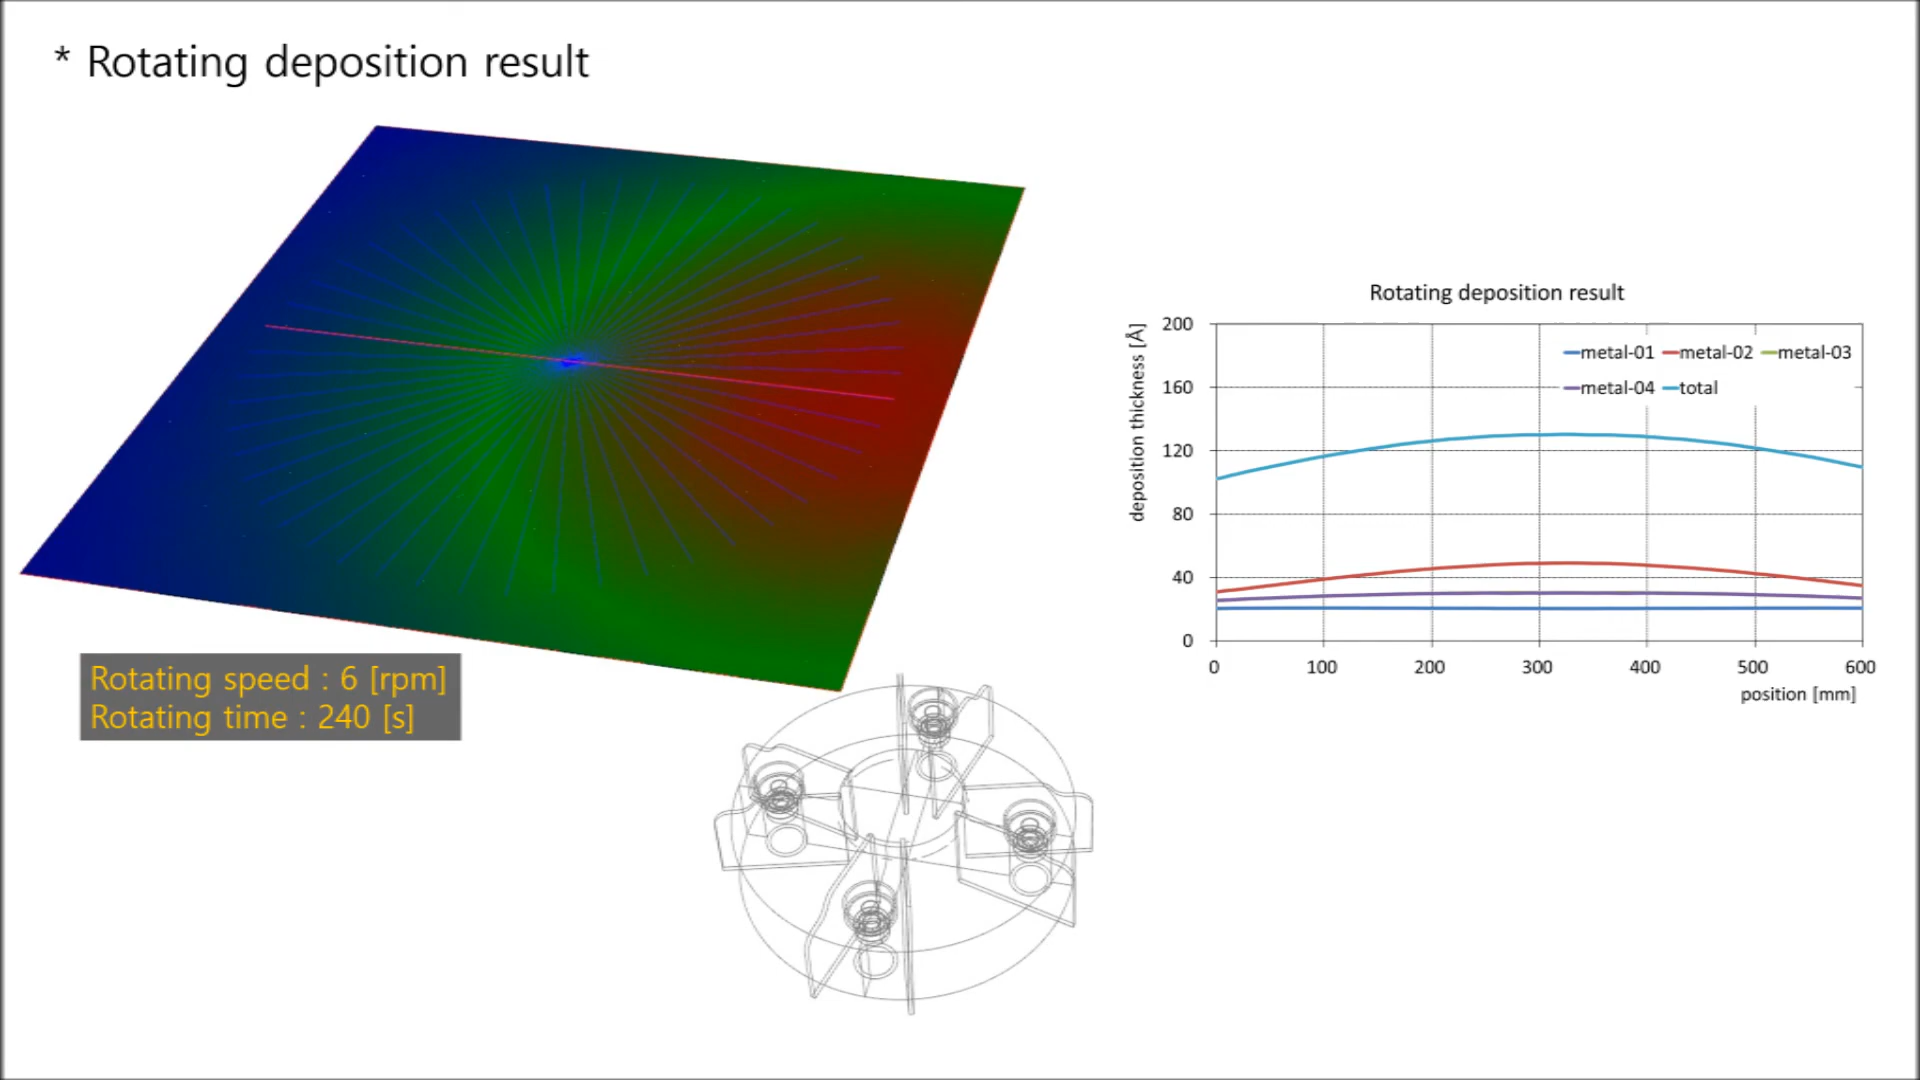 * Rotating deposition result
Rotating speed : 6 [rpm]
Rotating time : 240 [s]
Rotating deposition result
deposition thickness [Å]
200
160
120
80
40
0
metal-01 metal-02 metal-03
metal-04 total
0 100 200 300 400 500 600
position [mm]